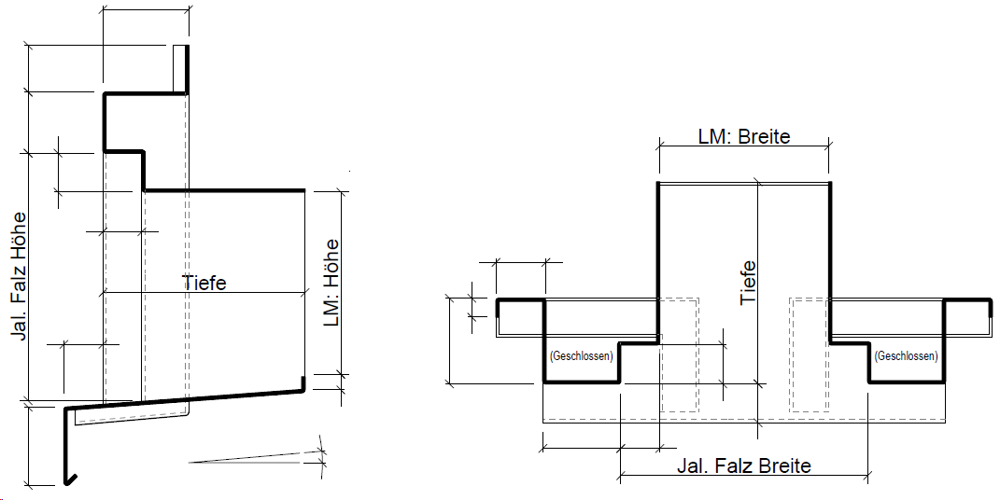 Jal. Falz Höhe
Tiefe
LM: Höhe
LM: Breite
Tiefe
(Geschlossen)
(Geschlossen)
Jal. Falz Breite